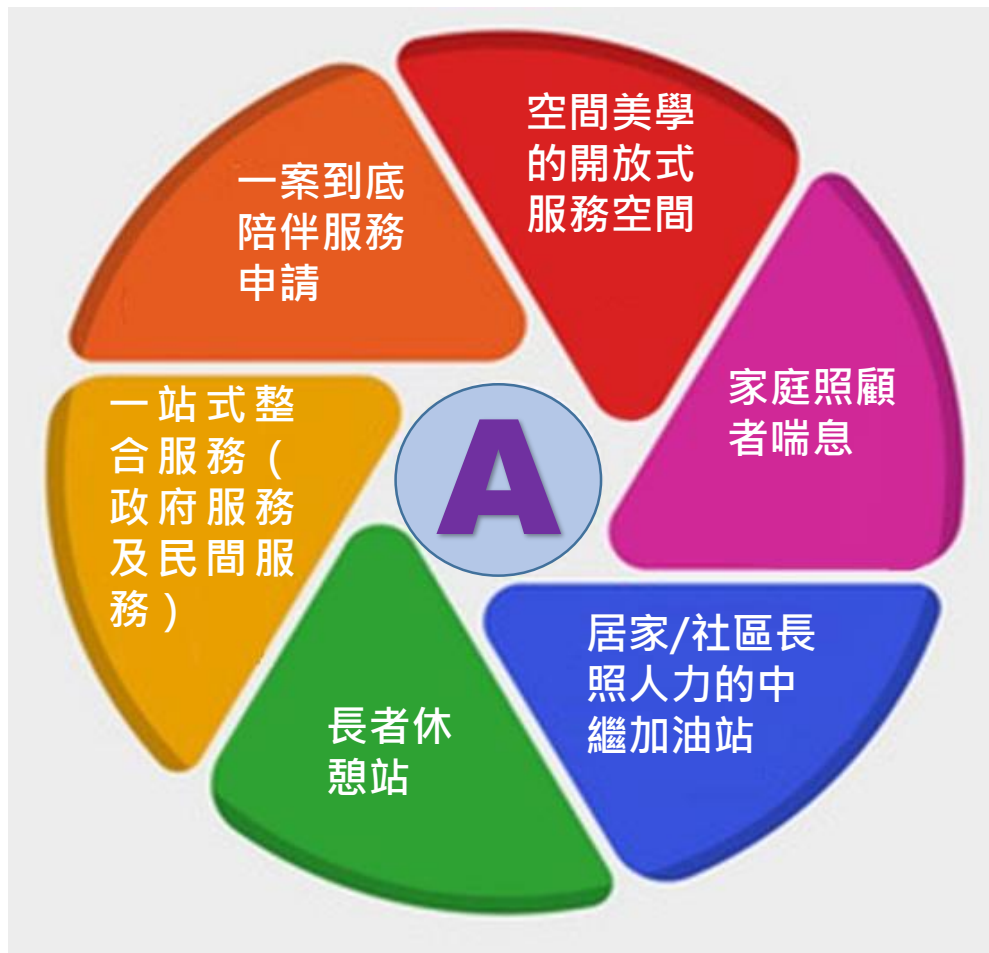 空間美學
的開放式
服務空間
一案到底
陪伴服務
申請
家庭照顧
者喘息
一站式整
合服務（
政府服務
及民間服
務）
A
居家/社區長
照人力的中
繼加油站
長者休
憩站